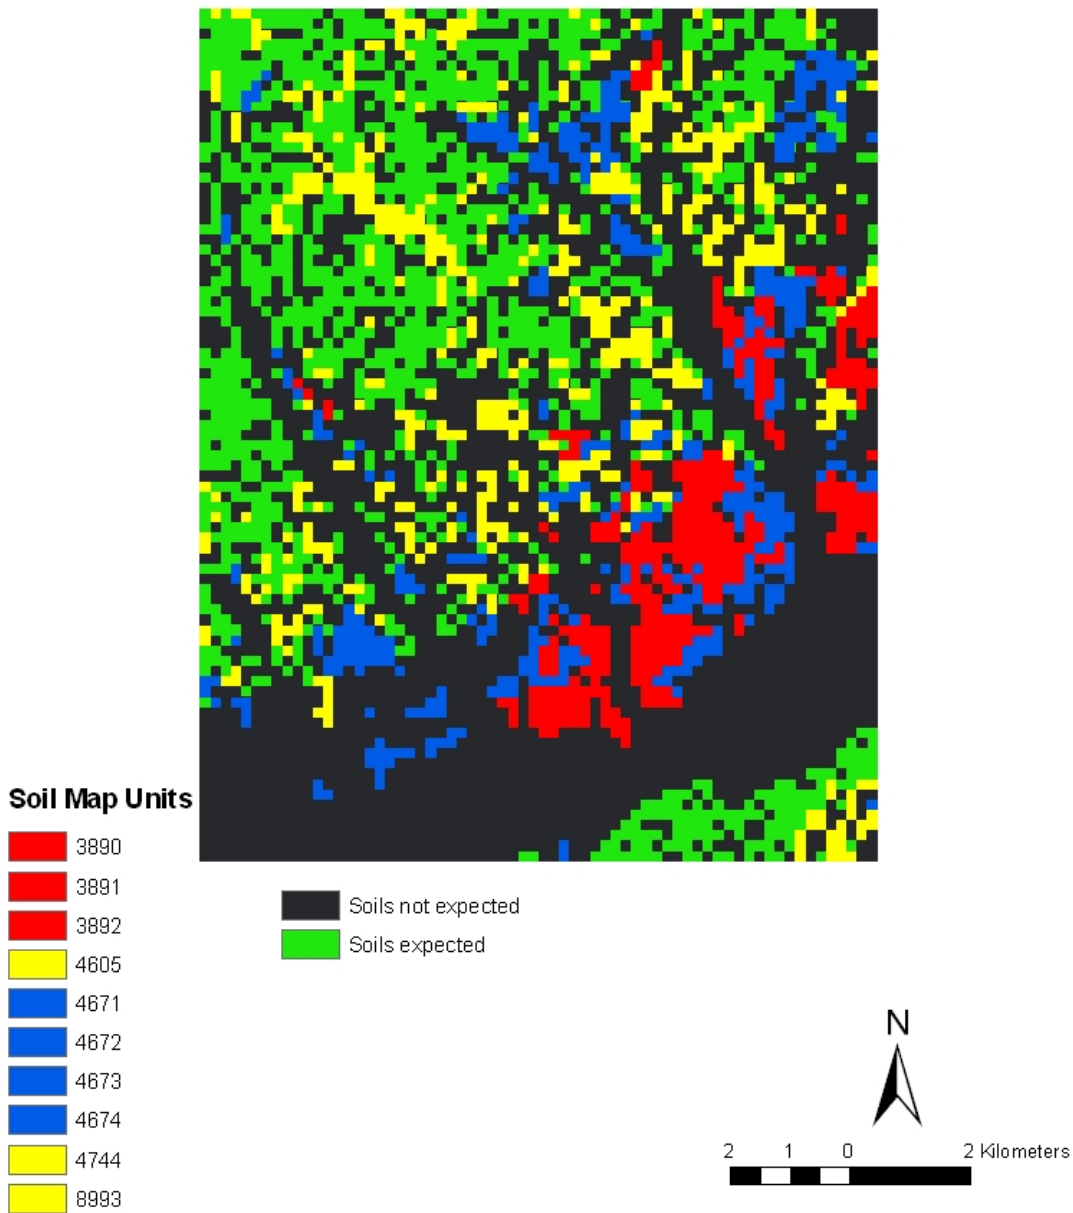 Soil Map Units
3890
3891
3892
4605
4671
4672
4673
4674
4744
8993
Soils not expected
Soils expected
N
2 1 0 2 Kilometers